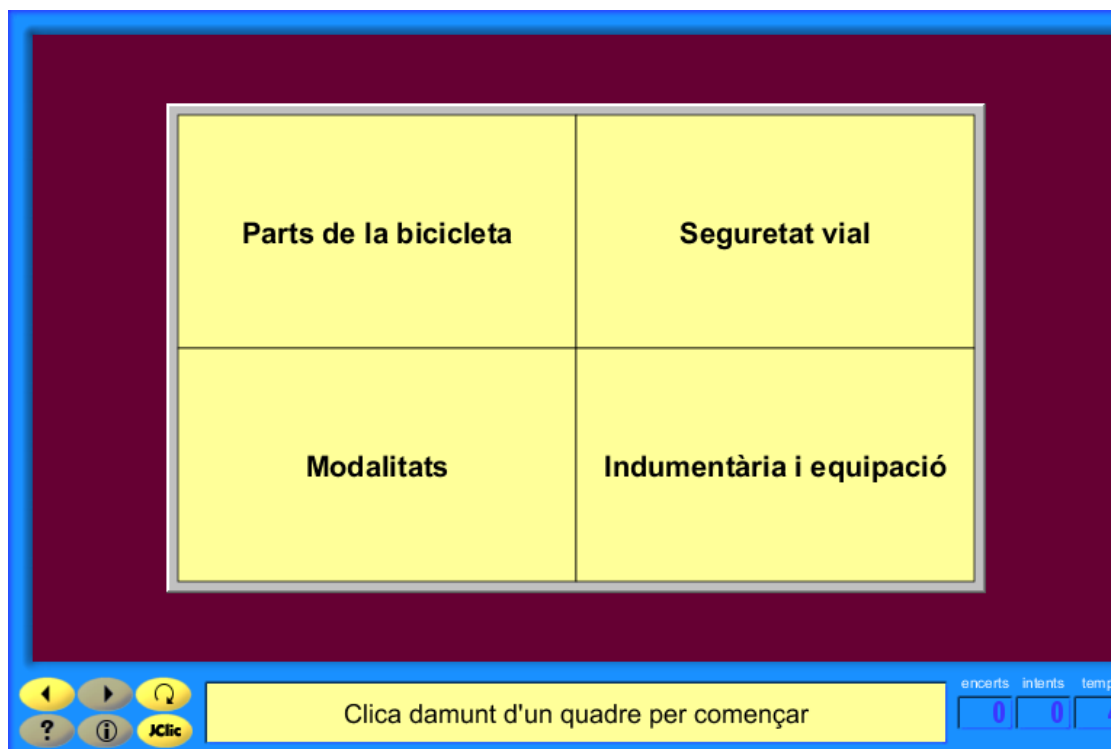 Parts de la bicicleta
Seguretat vial
Modalitats
Indumentària i equipació
encerts intents
Clica damunt d'un quadre per començar
0 0
? i JClic